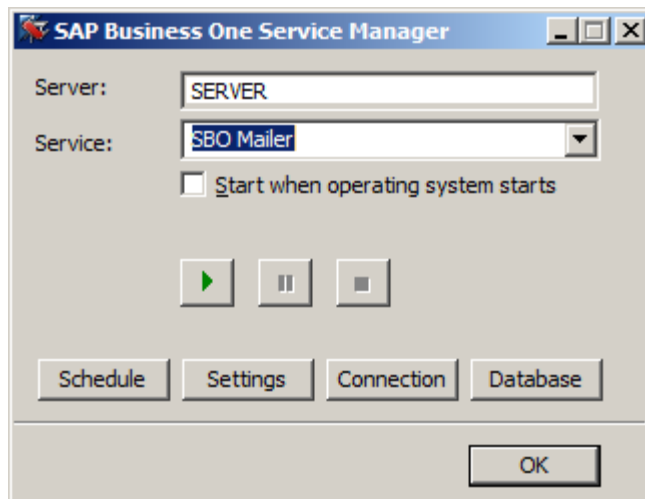 SAP Business One Service Manager
Server: SERVER
Service: SBO Mailer
Start when operating system starts
Schedule Settings Connection Database
OK